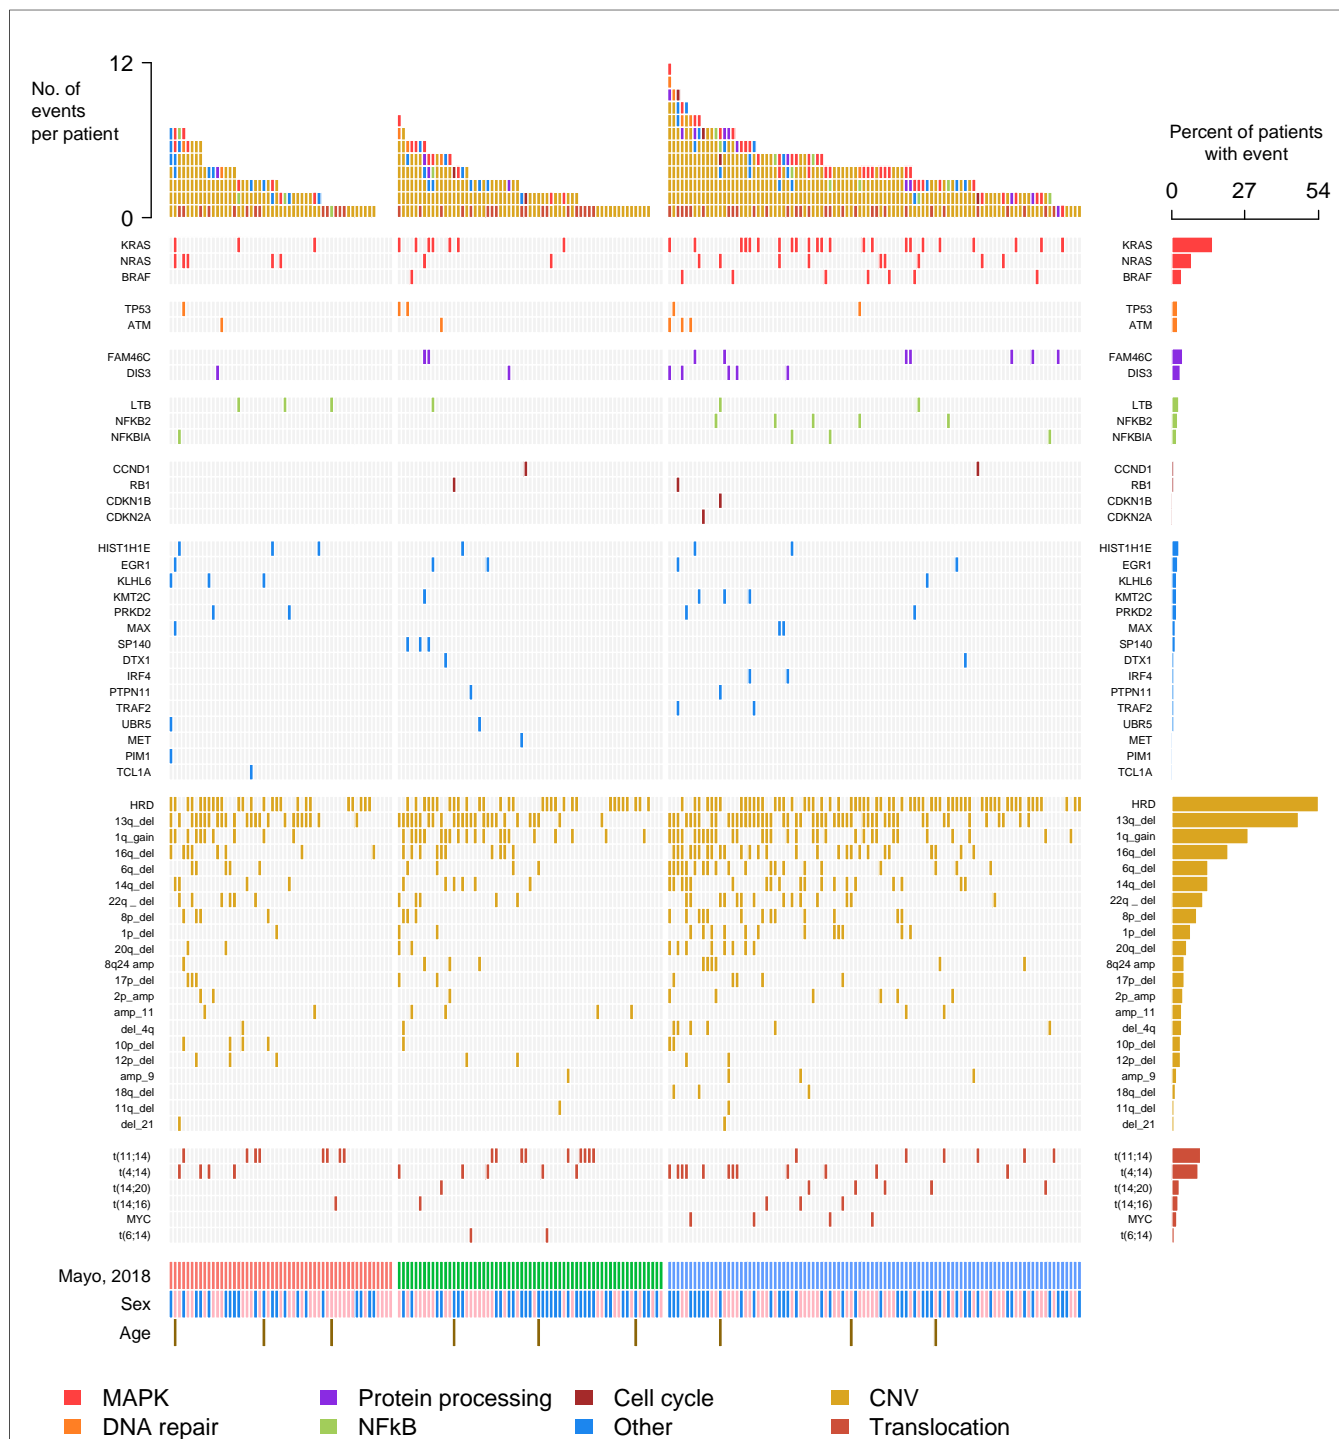 12
No. of
events
per patient
0
Percent of patients
with event
0 27 54
KRAS KRAS
NRAS NRAS
BRAF BRAF
TP53 TP53
ATM ATM
FAM46C FAM46C
DIS3 DIS3
LTB LTB
NFKB2 NFKB2
NFKBIA NFKBIA
CCND1 CCND1
RB1 RB1
CDKN1B CDKN1B
CDKN2A CDKN2A
HIST1H1E HIST1H1E
EGR1 EGR1
KLHL6 KLHL6
KMT2C KMT2C
PRKD2 PRKD2
MAX MAX
SP140 SP140
DTX1 DTX1
IRF4 IRF4
PTPN11 PTPN11
TRAF2 TRAF2
UBR5 UBR5
MET MET
PIM1 PIM1
TCL1A TCL1A
HRD HRD
13q_del 13q_del
1q_gain 1q_gain
16q_del 16q_del
6q_del 6q_del
14q_del 14q_del
22q _ del 22q _ del
8p_del 8p_del
1p_del 1p_del
20q_del 20q_del
8q24 amp 8q24 amp
17p_del 17p_del
2p_amp 2p_amp
amp_11 amp_11
del_4q del_4q
10p_del 10p_del
12p_del 12p_del
amp_9 amp_9
18q_del 18q_del
11q_del 11q_del
del_21 del_21
t(11;14) t(11;14)
t(4;14) t(4;14)
t(14;20) t(14;20)
t(14;16) t(14;16)
MYC MYC
t(6;14) t(6;14)
Mayo, 2018
Sex
Age
MAPK Protein processing Cell cycle CNV
DNA repair NFkB Other Translocation